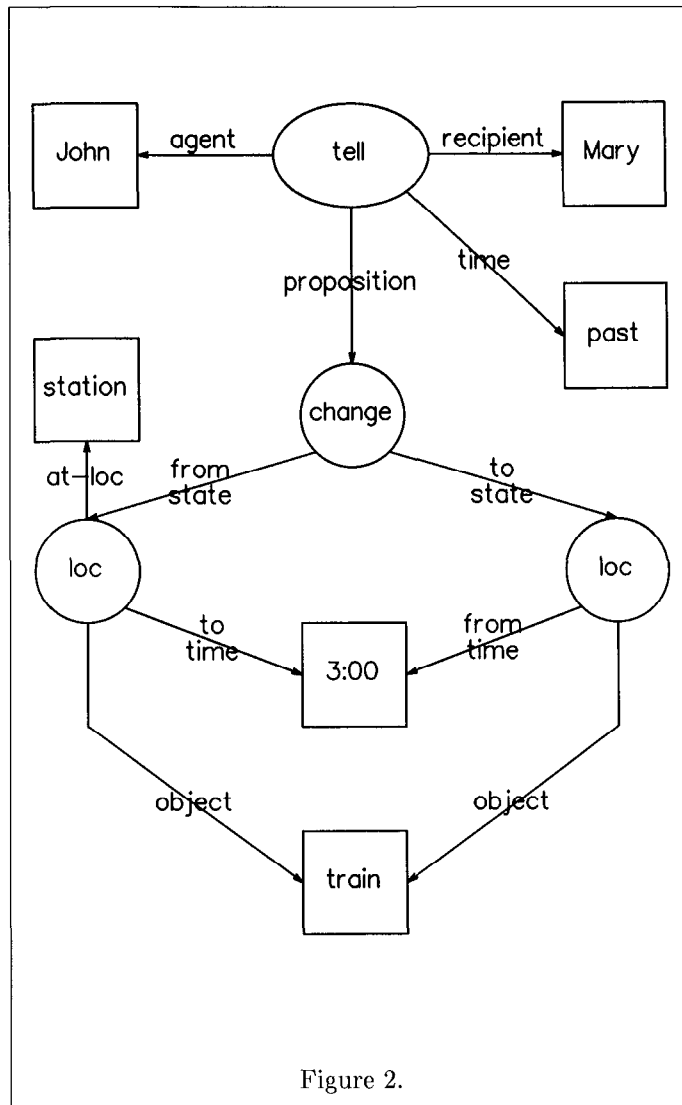 John
agent
tell
recipient
Mary
time
proposition
past
station
change
at-loc
from
state
to
state
loc
loc
to
time
3:00
from
time
object
object
train
Figure 2.